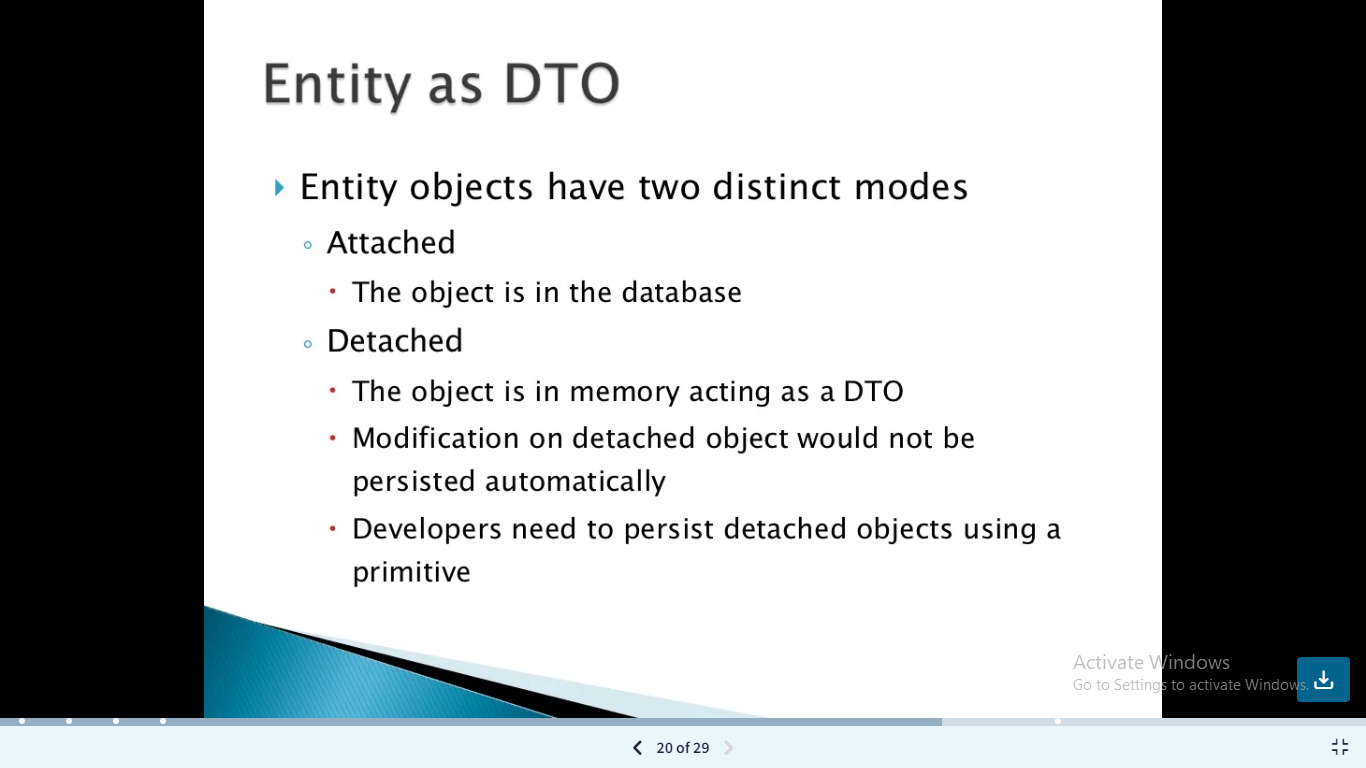 Entity as DTO
Entity objects have two distinct modes
Attached
The object is in the database
Detached
The object is in memory acting as a DTO
Modification on detached object would not be
persisted automatically
Developers need to persist detached objects using a
primitive
Activate Windows
Go to Settings to activate Windows.
20 of 29